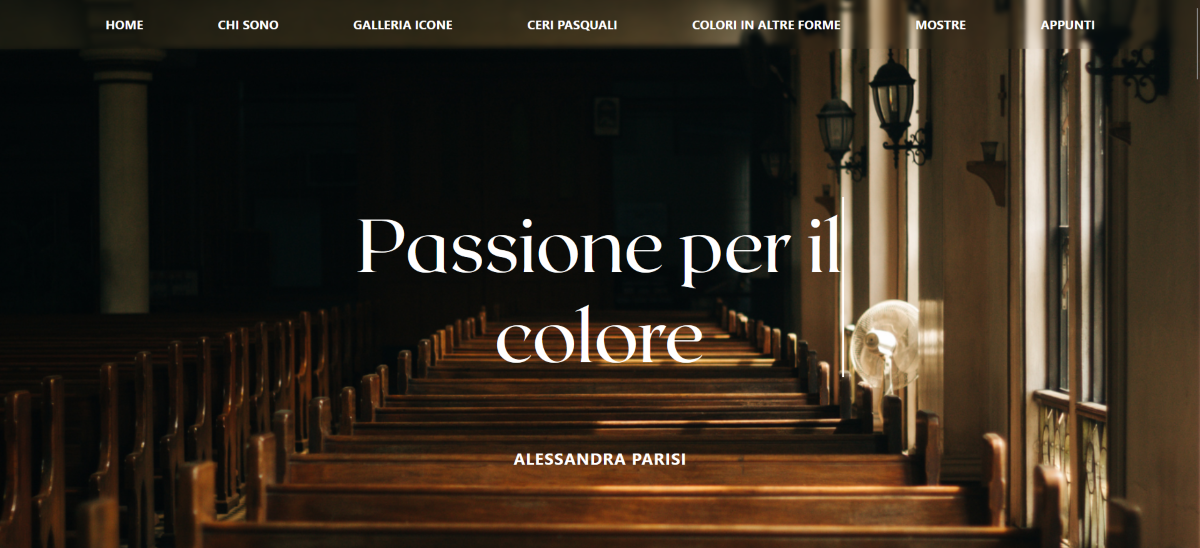 HOME CHI SONO GALLERIA ICONE CERI PASQUALI COLORI IN ALTRE FORME MOSTRE APPUNTI
Passione per il
colore
ALESSANDRA PARISI